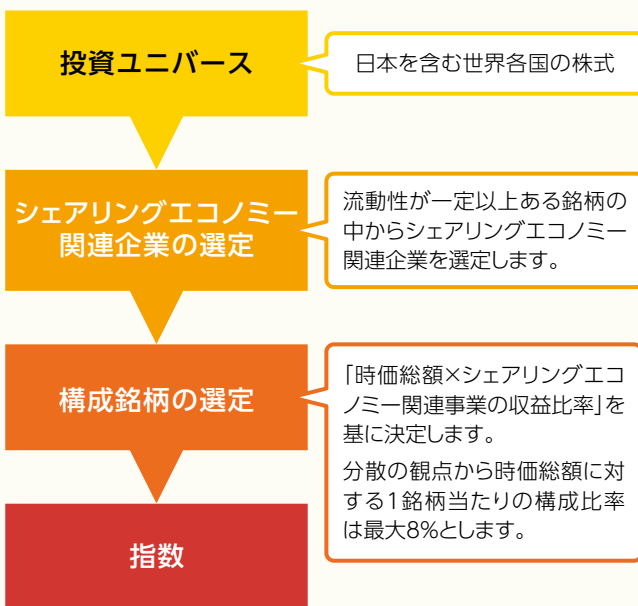 投資ユニバース
日本を含む世界各国の株式
シェアリングエコノミー
関連企業の選定
流動性が一定以上ある銘柄の
中からシェアリングエコノミー
関連企業を選定します。
構成銘柄の選定
「時価総額×シェアリングエコ
ノミー関連事業の収益比率」を
基に決定します。
分散の観点から時価総額に対
する1銘柄当たりの構成比率
は最大8%とします。
指数